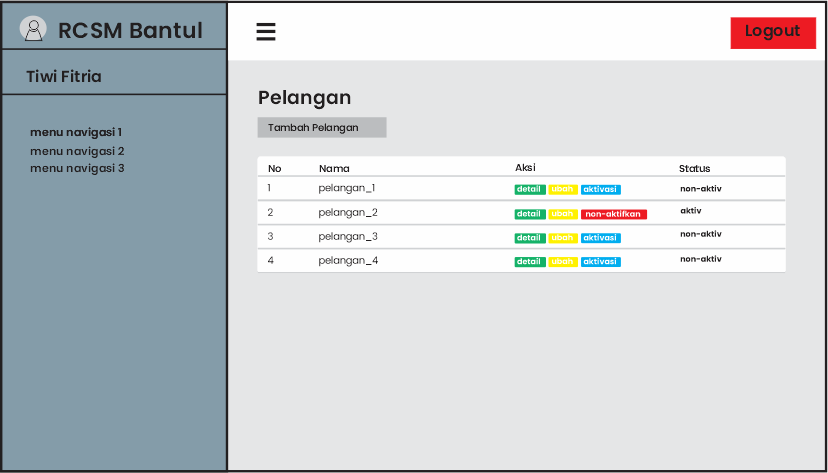 RCSM Bantul
Logout
Tiwi Fitria
menu navigasi 1
menu navigasi 2
menu navigasi 3
Pelangan
Tambah Pelangan
No Nama Aksi Status
1 pelangan_1 detail ubah aktivasi non-aktiv
2 pelangan_2 detail ubah non-aktifkan aktiv
3 pelangan_3 detail ubah aktivasi non-aktiv
4 pelangan_4 detail ubah aktivasi non-aktiv